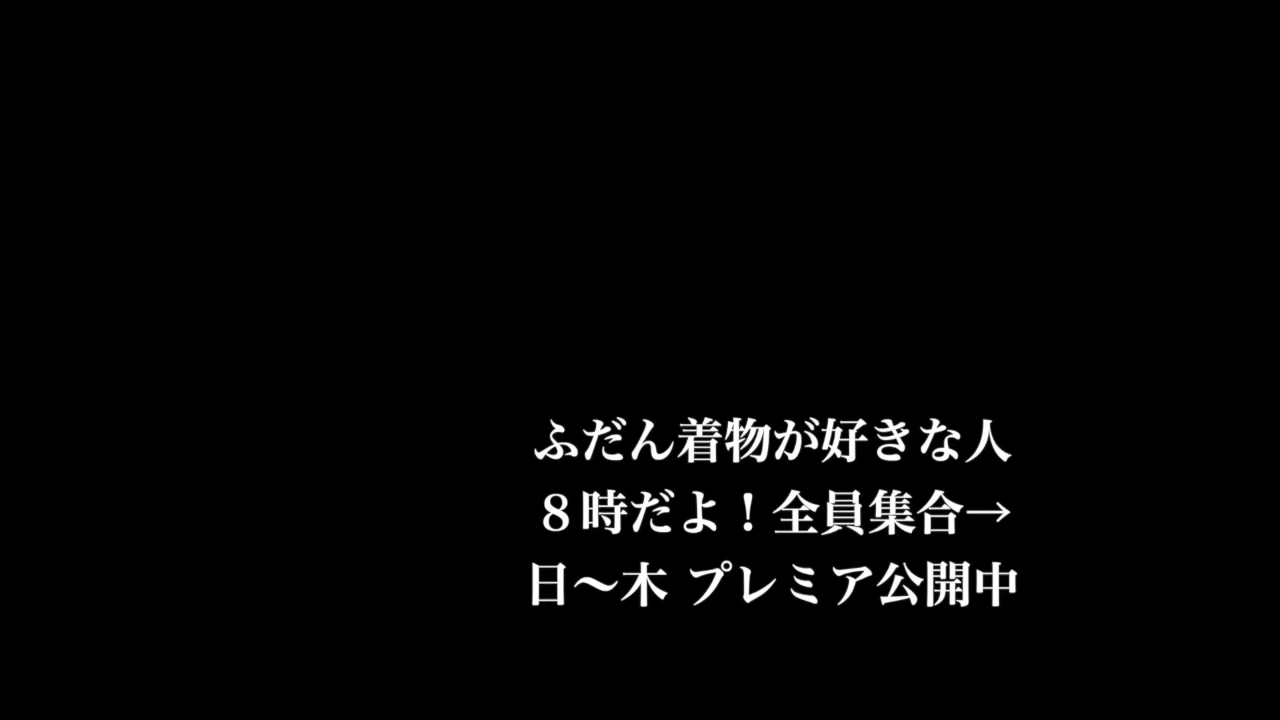 ふだん着物が好きな人
８時だよ！全員集合→
日〜木 プレミア公開中